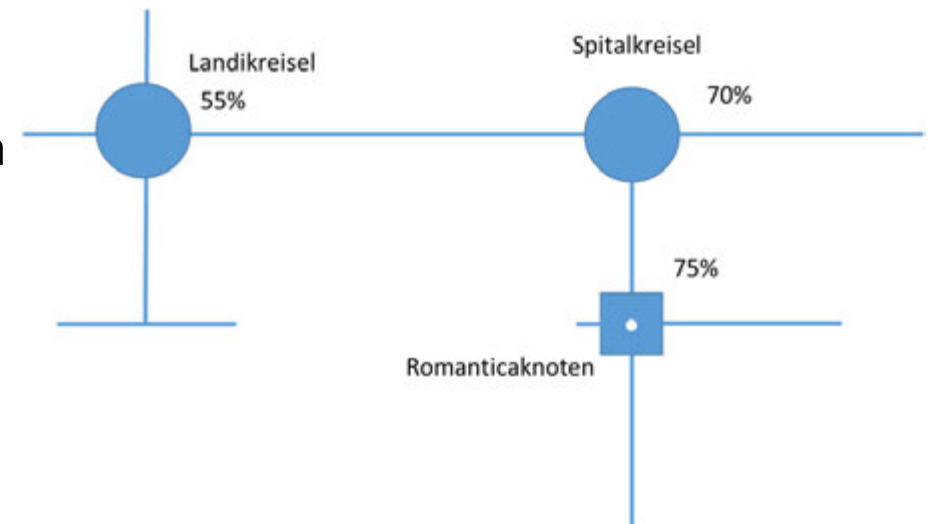 Spitalkreisel
Landikreisel
70%
55%
n
75%
Romanticaknoten